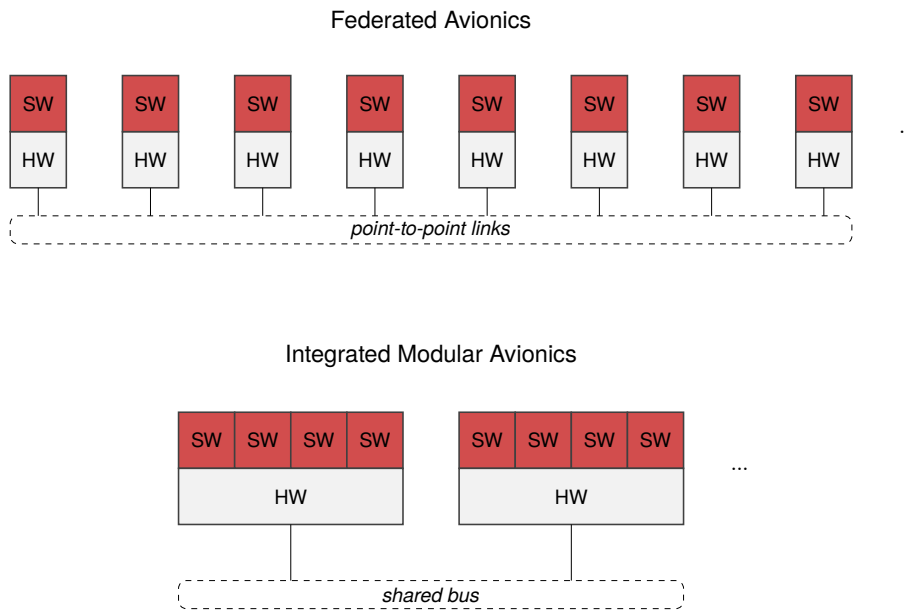 Federated Avionics
SW SW SW SW SW SW SW SW
HW HW HW HW HW HW HW HW
.
point-to-point links
Integrated Modular Avionics
SW SW SW SW SW SW SW SW
...
HW HW
shared bus